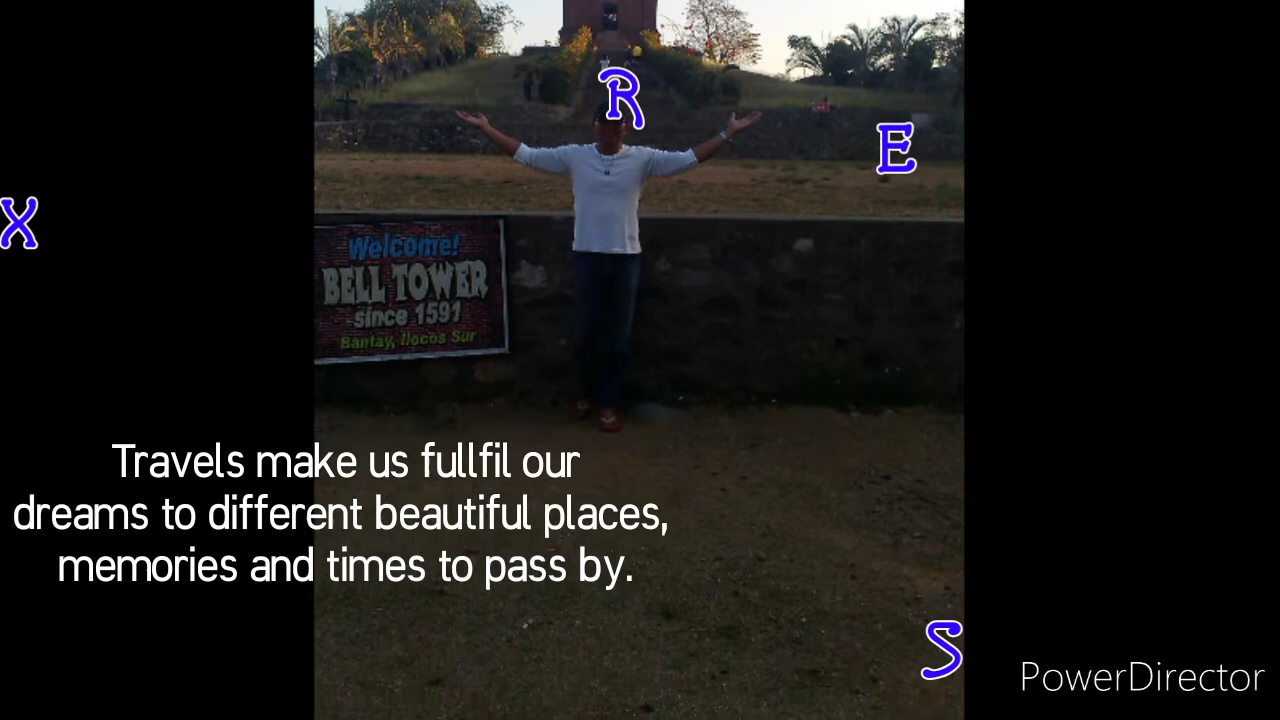 R
E
X
Welcome!
BELL TOWER
since 1591
Bantay, Ilocos Sur
Travels make us fullfil our
dreams to different beautiful places,
memories and times to pass by.
S
PowerDirector